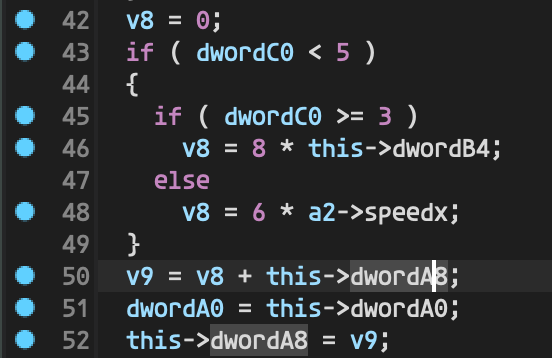 42 v8 = 0;
43 if ( dwordC0 < 5 )
44 {
45 if ( dwordC0 >= 3 )
46 v8 = 8 * this->dwordB4;
47 else
48 v8 = 6 * a2->speedx;
49 }
50 v9 = v8 + this->dwordA8;
51 dwordA0 = this->dwordA0;
52 this->dwordA8 = v9;